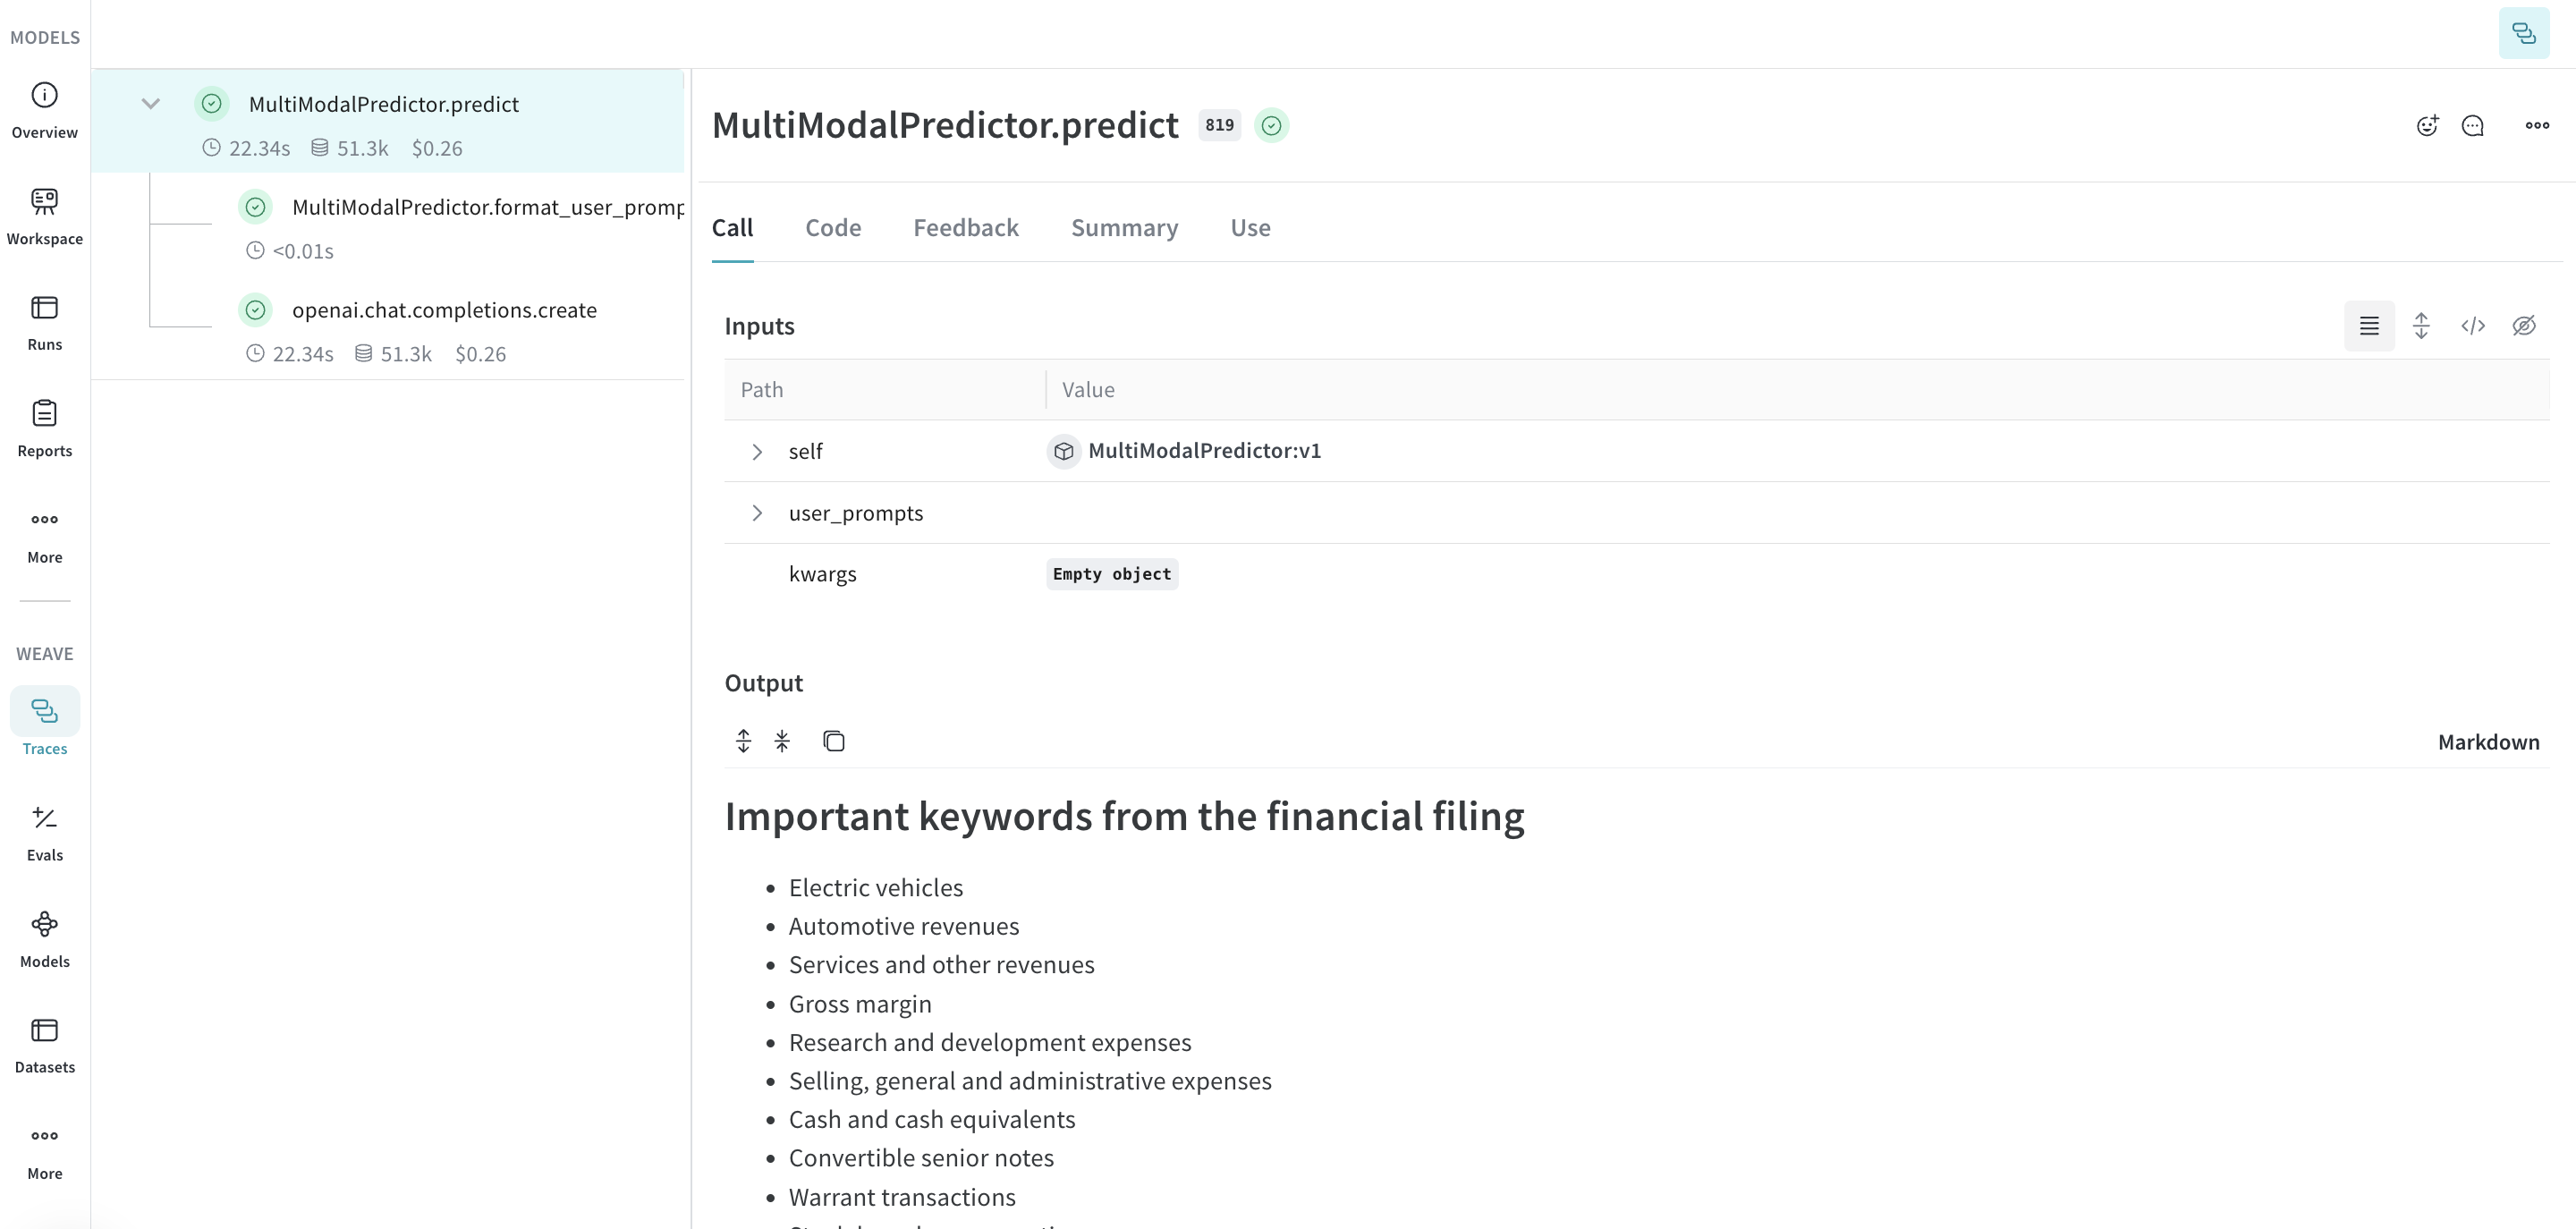 MODELS
Overview
Workspace
Runs
Reports
More
WEAVE
Traces
Evals
Models
Datasets
More
MultiModalPredictor.predict
22.34s 51.3k $0.26
MultiModalPredictor.format_user_promp
<0.01s
openai.chat.completions.create
22.34s 51.3k $0.26
MultiModalPredictor.predict 819
Call Code Feedback Summary Use
Inputs
Path Value
self MultiModalPredictor:v1
user_prompts
kwargs Empty object
Output
Markdown
Important keywords from the financial filing
• Electric vehicles
• Automotive revenues
• Services and other revenues
• Gross margin
• Research and development expenses
• Selling, general and administrative expenses
• Cash and cash equivalents
• Convertible senior notes
• Warrant transactions